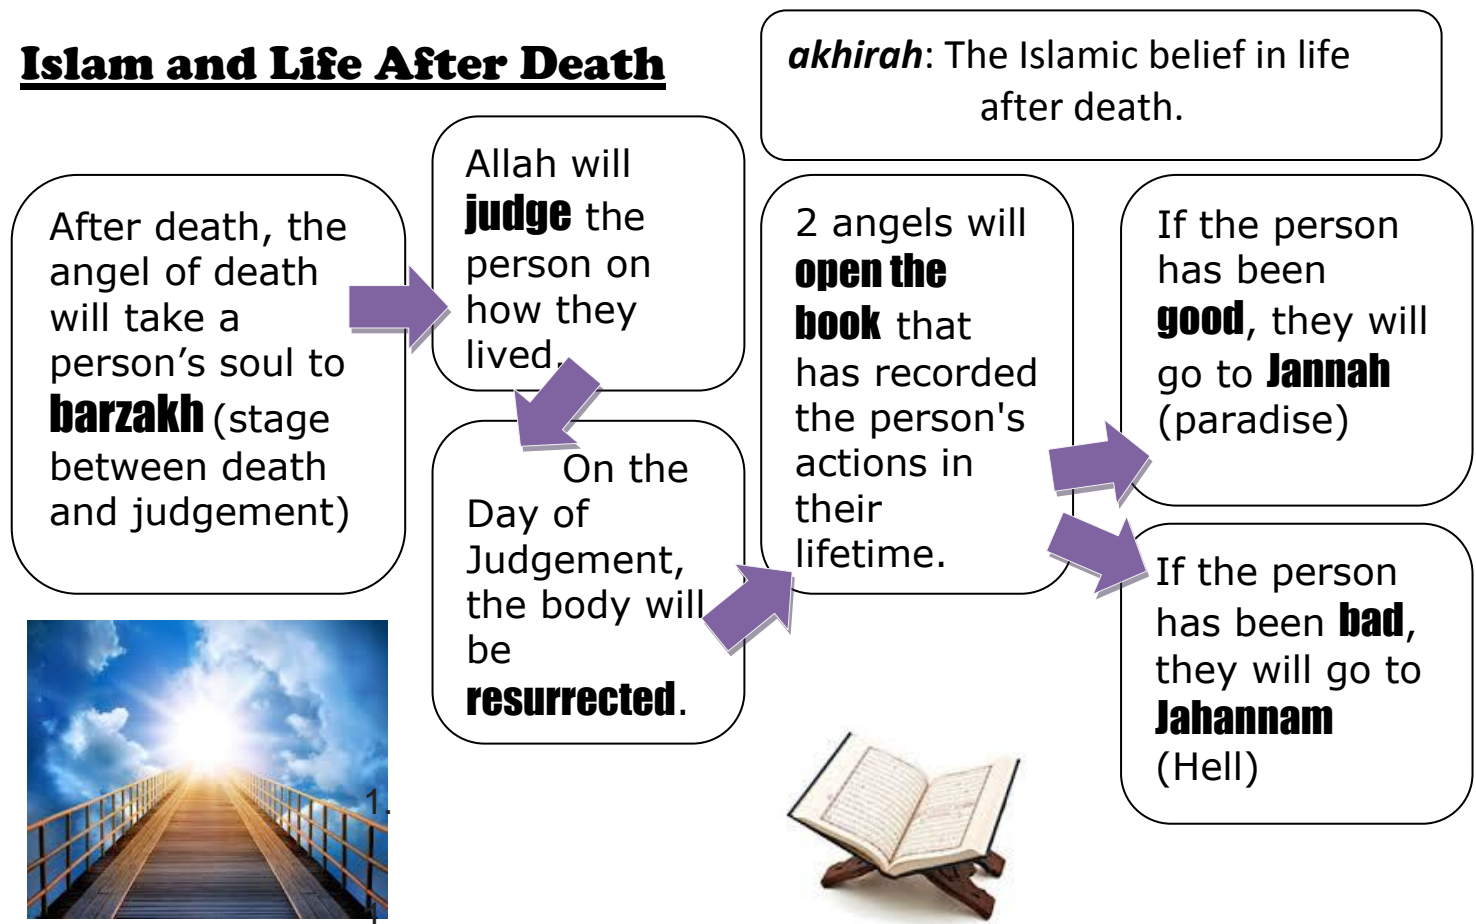 Islam and Life After Death
akhirah: The Islamic belief in life
after death.
After death, the
angel of death
will take a
person’s soul to
barzakh (stage
between death
and judgement)
Allah will
judge the
person on
how they
lived.
On the
Day of
Judgement,
the body will
be
resurrected.
2 angels will
open the
book that
has recorded
the person's
actions in
their
lifetime.
If the person
has been
good, they will
go to Jannah
(paradise)
If the person
has been bad,
they will go to
Jahannam
(Hell)
1.